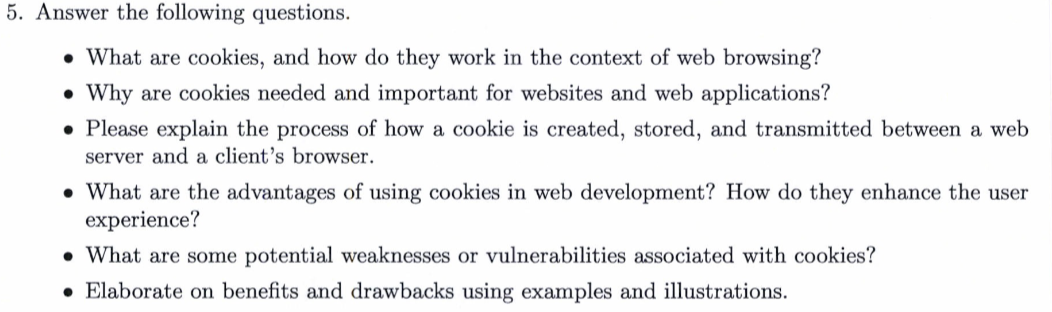 5. Answer the following questions.
• What are cookies, and how do they work in the context of web browsing?
• Why are cookies needed and important for websites and web applications?
• Please explain the process of how a cookie is created, stored, and transmitted between a web
server and a client's browser.
• What are the advantages of using cookies in web development? How do they enhance the user
experience?
• What are some potential weaknesses or vulnerabilities associated with cookies?
• Elaborate on benefits and drawbacks using examples and illustrations.